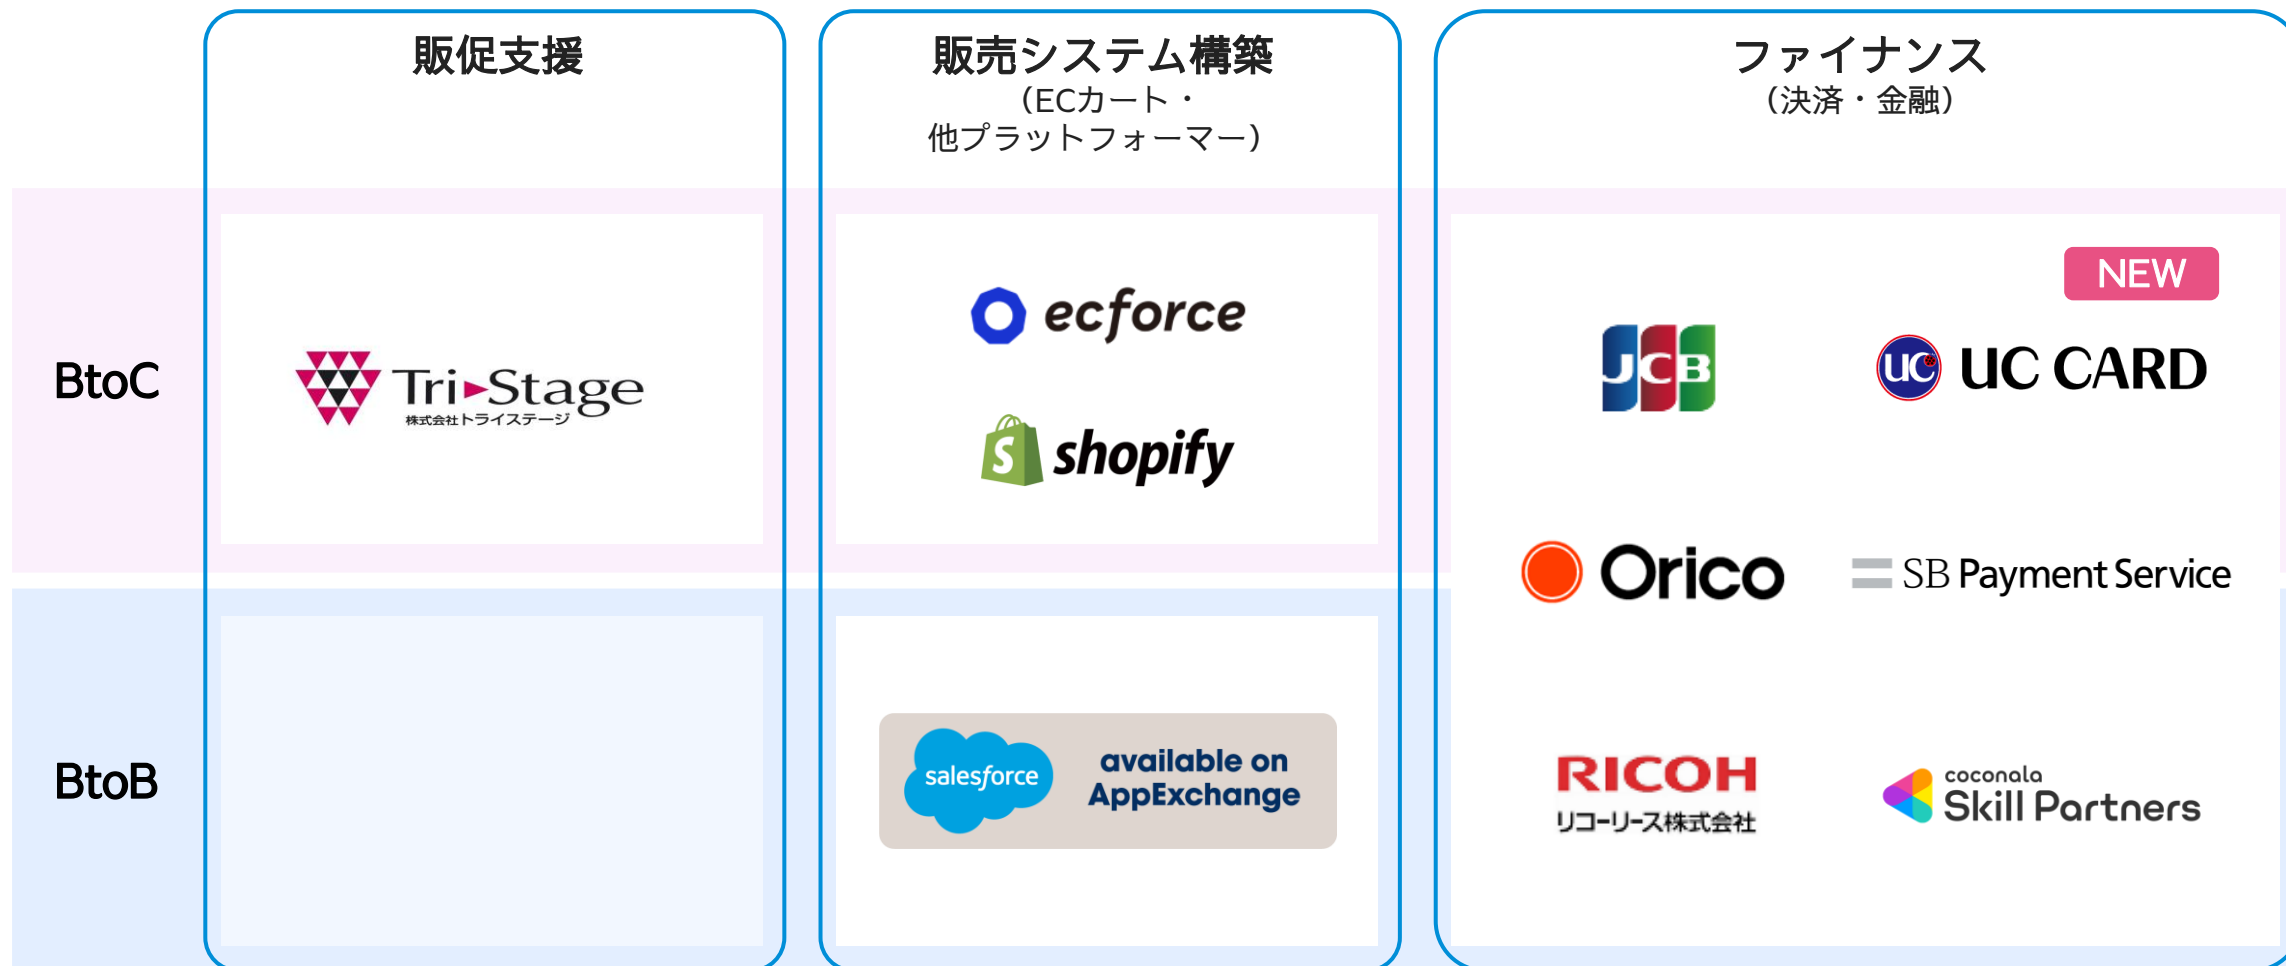 販促支援
販売システム構築
（ECカート・
他プラットフォーマー）
ファイナンス
（決済・金融）
BtoC
Tri Stage
株式会社トライステージ
ecforce
shopify
NEW
JCB
UC UC CARD
Orico
SB Payment Service
BtoB
salesforce
available on
AppExchange
RICOH
リコーリース株式会社
coconala
Skill Partners